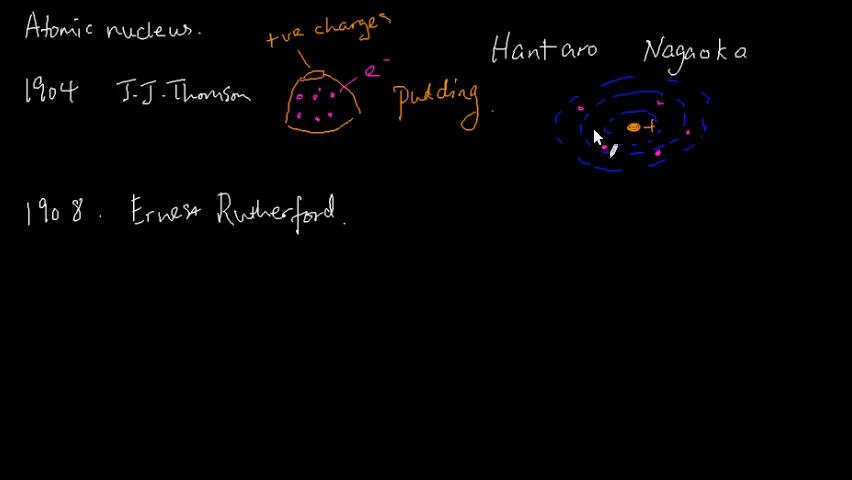 Atomic nucleus.
+ve charges
Hantaro Nagaoka
e-
1904 J.J.Thomson
Pudding.
+
1908. Ernest Rutherford.